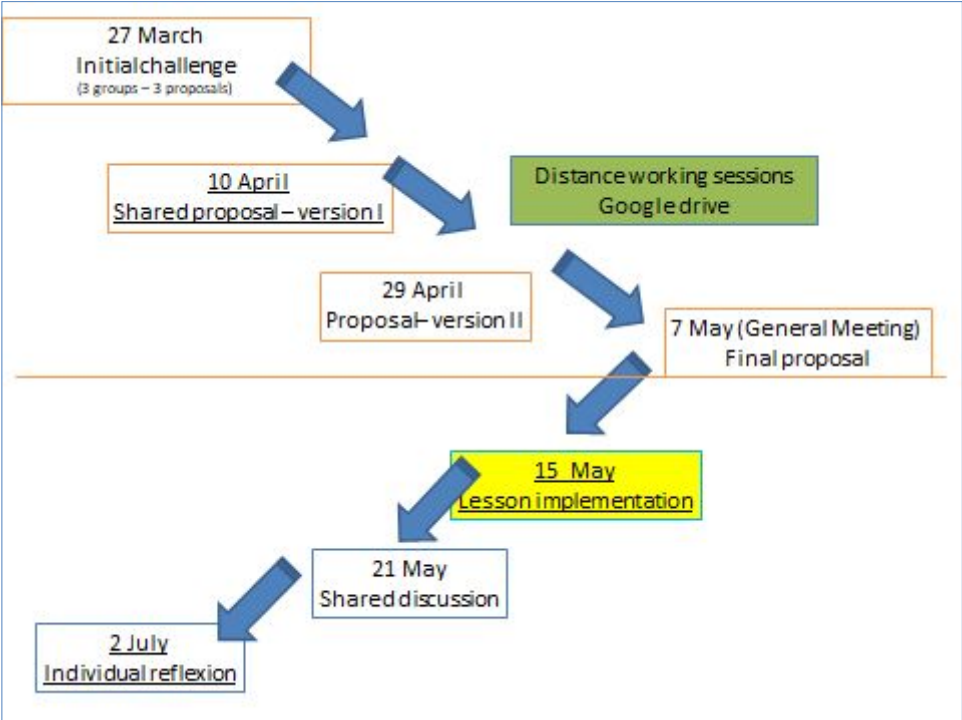 27 March
Initialchallenge
(3 groups – 3 proposals)
10 April
Shared proposal – version I
Distance working sessions
Google drive
29 April
Proposal– version II
7 May (General Meeting)
Final proposal
15 May
Lesson implementation
21 May
Shared discussion
2 July
Individual reflexion